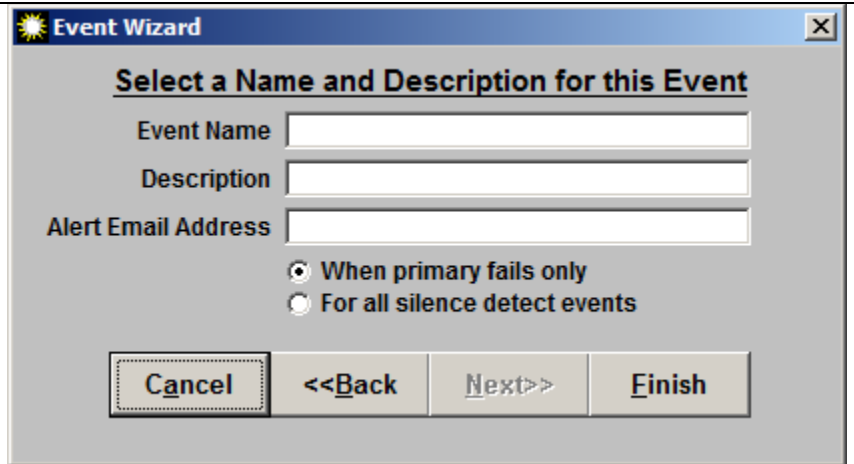 Event Wizard
Select a Name and Description for this Event
Event Name
Description
Alert Email Address
When primary fails only
For all silence detect events
Cancel <<Back Next>> Finish